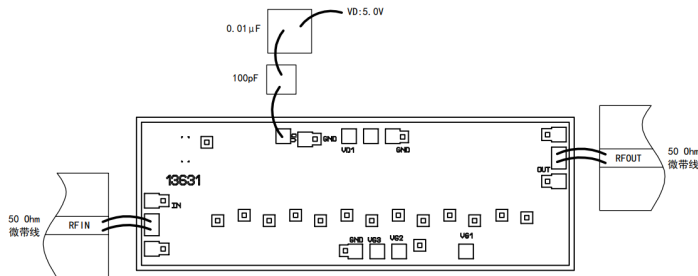 VD:5.0V
0.01μF
100pF
VD
GND
VD1
GND
13631
OUT
RFOUT
50 Ohm
微带线
IN
50 Ohm
微带线
RFIN
GND
VG3
VG2
VG1